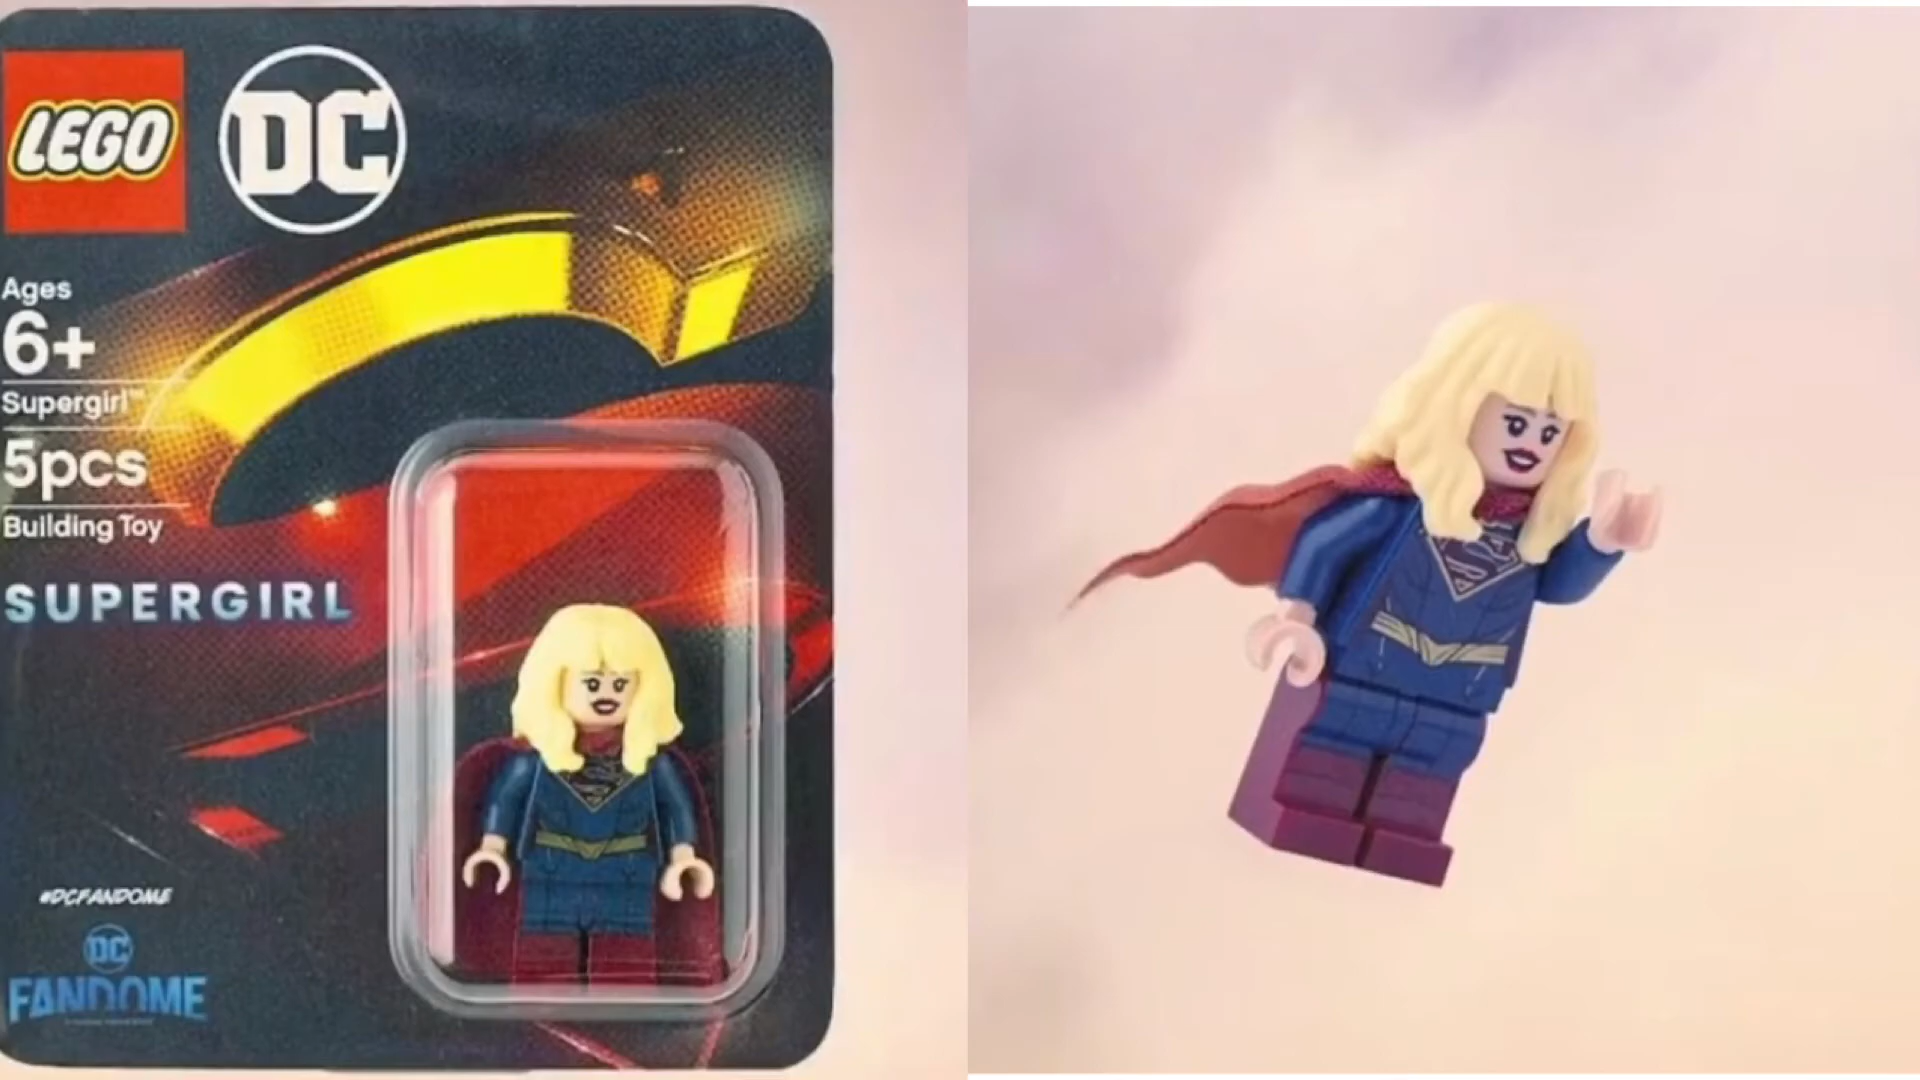 LEGO
DC
Ages
6+
Supergirl™
5pcs
Building Toy
SUPERGIRL
#DCFANDOME
DC
FANDOME